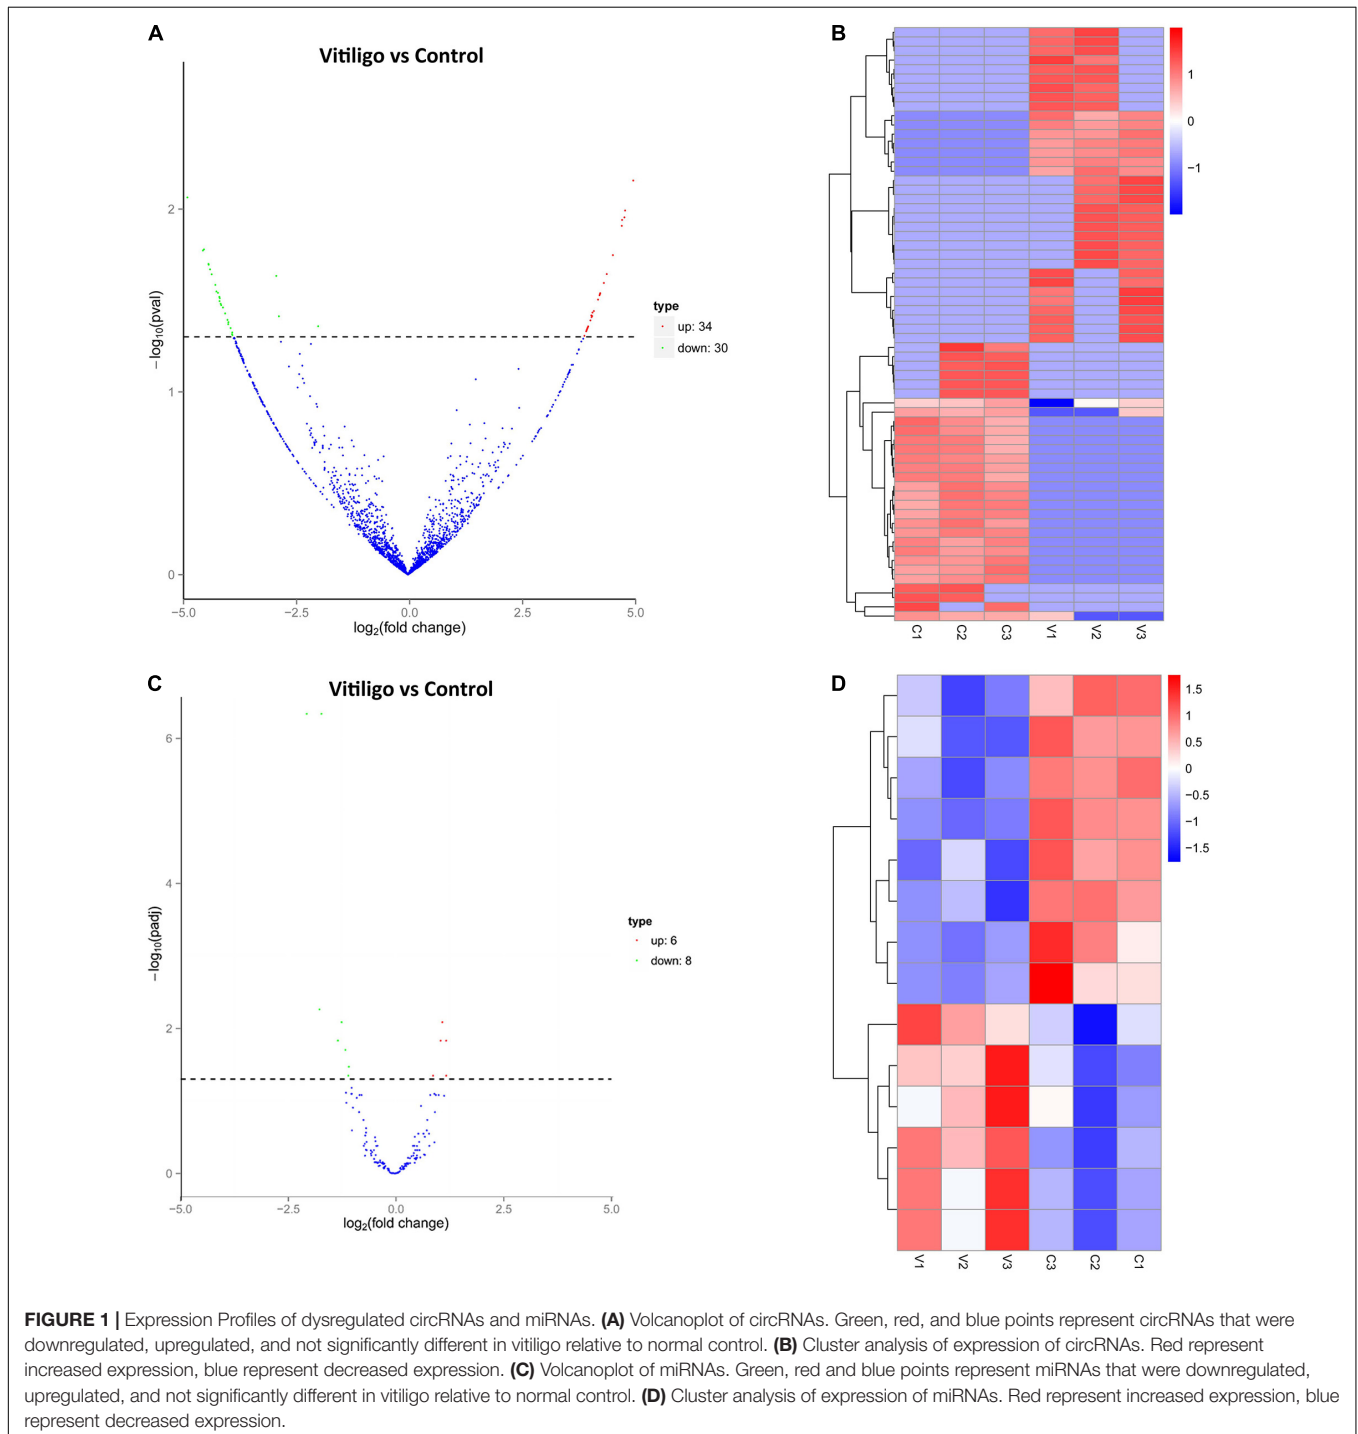 A
Vitiligo vs Control
−log10(pval)
2
1
0
−5.0 −2.5 0.0 2.5 5.0
log2(fold change)
type
up: 34
down: 30
B
1
0
−1
C1 C2 C3 V1 V2 V3
C
Vitiligo vs Control
−log10(padj)
6
4
2
0
−5.0 −2.5 0.0 2.5 5.0
log2(fold change)
type
up: 6
down: 8
D
1.5
1
0.5
0
−0.5
−1
−1.5
V1 V2 V3 C3 C2 C1
FIGURE 1 | Expression Profiles of dysregulated circRNAs and miRNAs. (A) Volcanoplot of circRNAs. Green, red, and blue points represent circRNAs that were
downregulated, upregulated, and not significantly different in vitiligo relative to normal control. (B) Cluster analysis of expression of circRNAs. Red represent
increased expression, blue represent decreased expression. (C) Volcanoplot of miRNAs. Green, red and blue points represent miRNAs that were downregulated,
upregulated, and not significantly different in vitiligo relative to normal control. (D) Cluster analysis of expression of miRNAs. Red represent increased expression, blue
represent decreased expression.